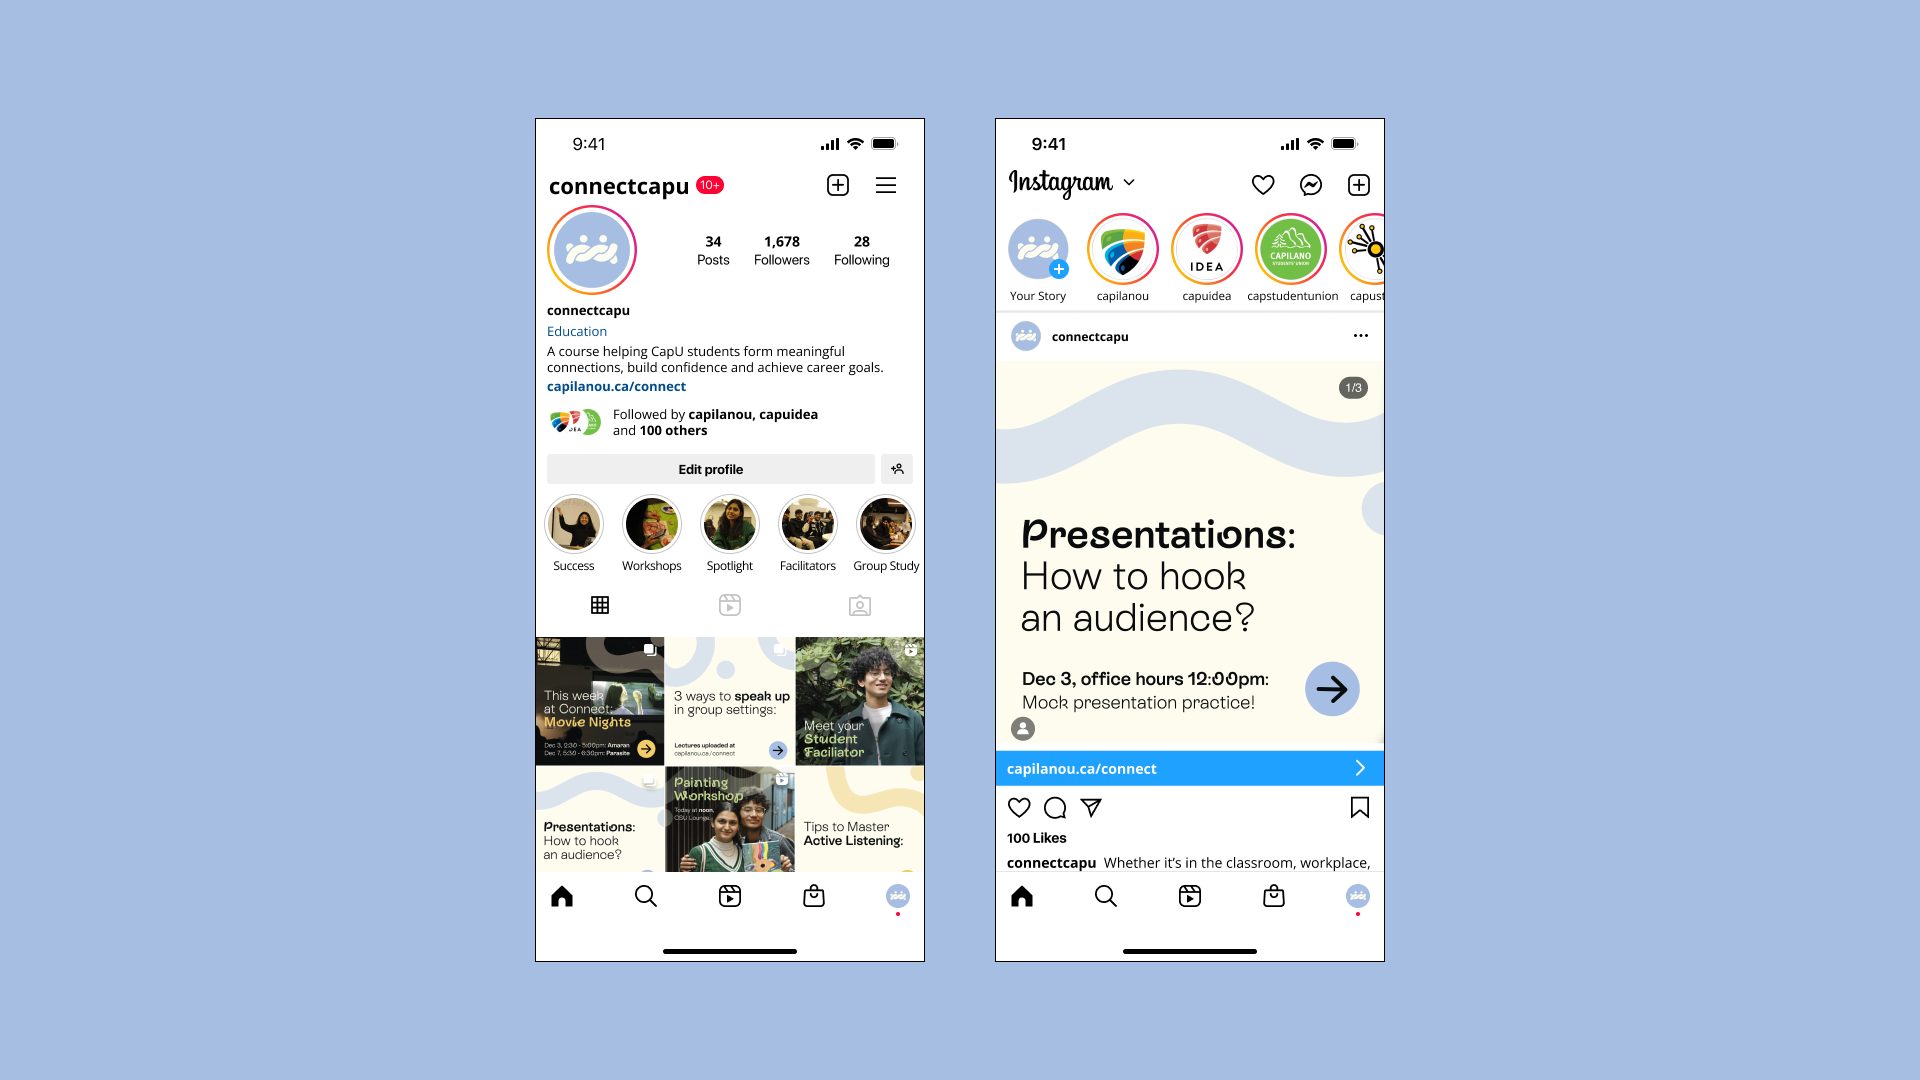 9:41
connectcapu 10+
34 1,678 28
Posts Followers Following
connectcapu
Education
A course helping CapU students form meaningful
connections, build confidence and achieve career goals.
capilanou.ca/connect
IDEA
Followed by capilanou, capuidea
and 100 others
Edit profile
Success Workshops Spotlight Facilitators Group Study
This week
at Connect:
Movie Nights
Dec 3, 2:30 - 5:00pm: Amaran
Dec 7, 5:30 - 6:30pm: Parasite
3 ways to speak up
in group settings:
Lectures uploaded at
capilanou.ca/connect
Meet your
Student
Faciliator
Presentations:
How to hook
an audience?
Painting
Workshop
Today at noon
CSU Lounge
Tips to Master
Active Listening:
9:41
Instagram
IDEA
CAPILANO
STUDENTS' UNION
Your Story capilanou capuidea capstudentunion capust
connectcapu
1/3
Presentations:
How to hook
an audience?
Dec 3, office hours 12:00pm:
Mock presentation practice!
capilanou.ca/connect
100 Likes
connectcapu Whether it's in the classroom, workplace,